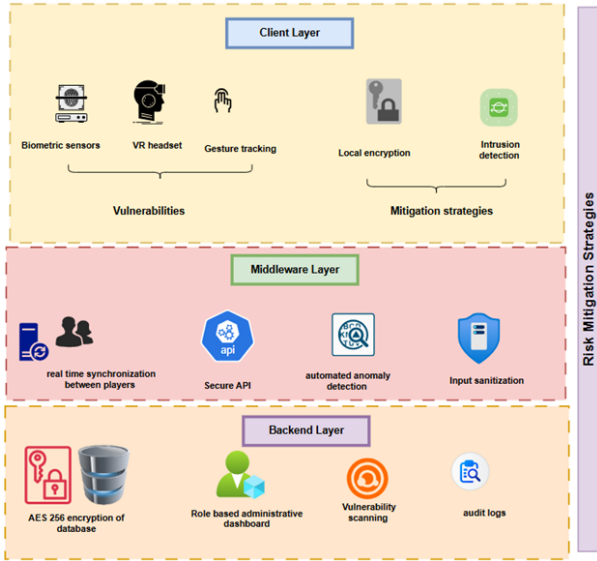 Client Layer
Biometric sensors
VR headset
Gesture tracking
Local encryption
Intrusion
detection
Vulnerabilities
Mitigation strategies
Middleware Layer
real time synchronization
between players
api
Secure API
automated anomaly
detection
Input sanitization
Backend Layer
AES 256 encryption of
database
Role based administrative
dashboard
Vulnerability
scanning
audit logs
Risk Mitigation Strategies